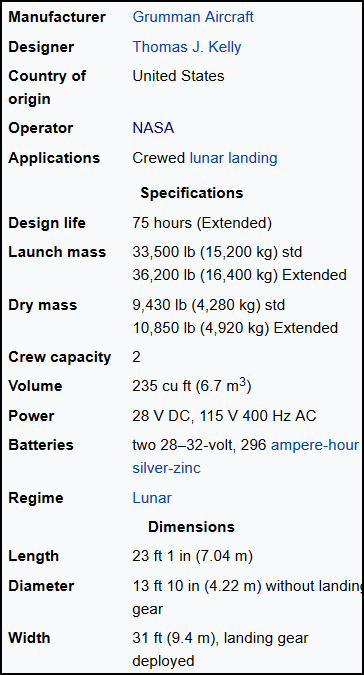 Manufacturer Grumman Aircraft
Designer Thomas J. Kelly
Country of United States
origin
Operator NASA
Applications Crewed lunar landing
Specifications
Design life 75 hours (Extended)
Launch mass 33,500 lb (15,200 kg) std
36,200 lb (16,400 kg) Extended
Dry mass 9,430 lb (4,280 kg) std
10,850 lb (4,920 kg) Extended
Crew capacity 2
Volume 235 cu ft (6.7 m³)
Power 28 V DC, 115 V 400 Hz AC
Batteries two 28–32-volt, 296 ampere-hour
silver-zinc
Regime Lunar
Dimensions
Length 23 ft 1 in (7.04 m)
Diameter 13 ft 10 in (4.22 m) without landing
gear
Width 31 ft (9.4 m), landing gear
deployed